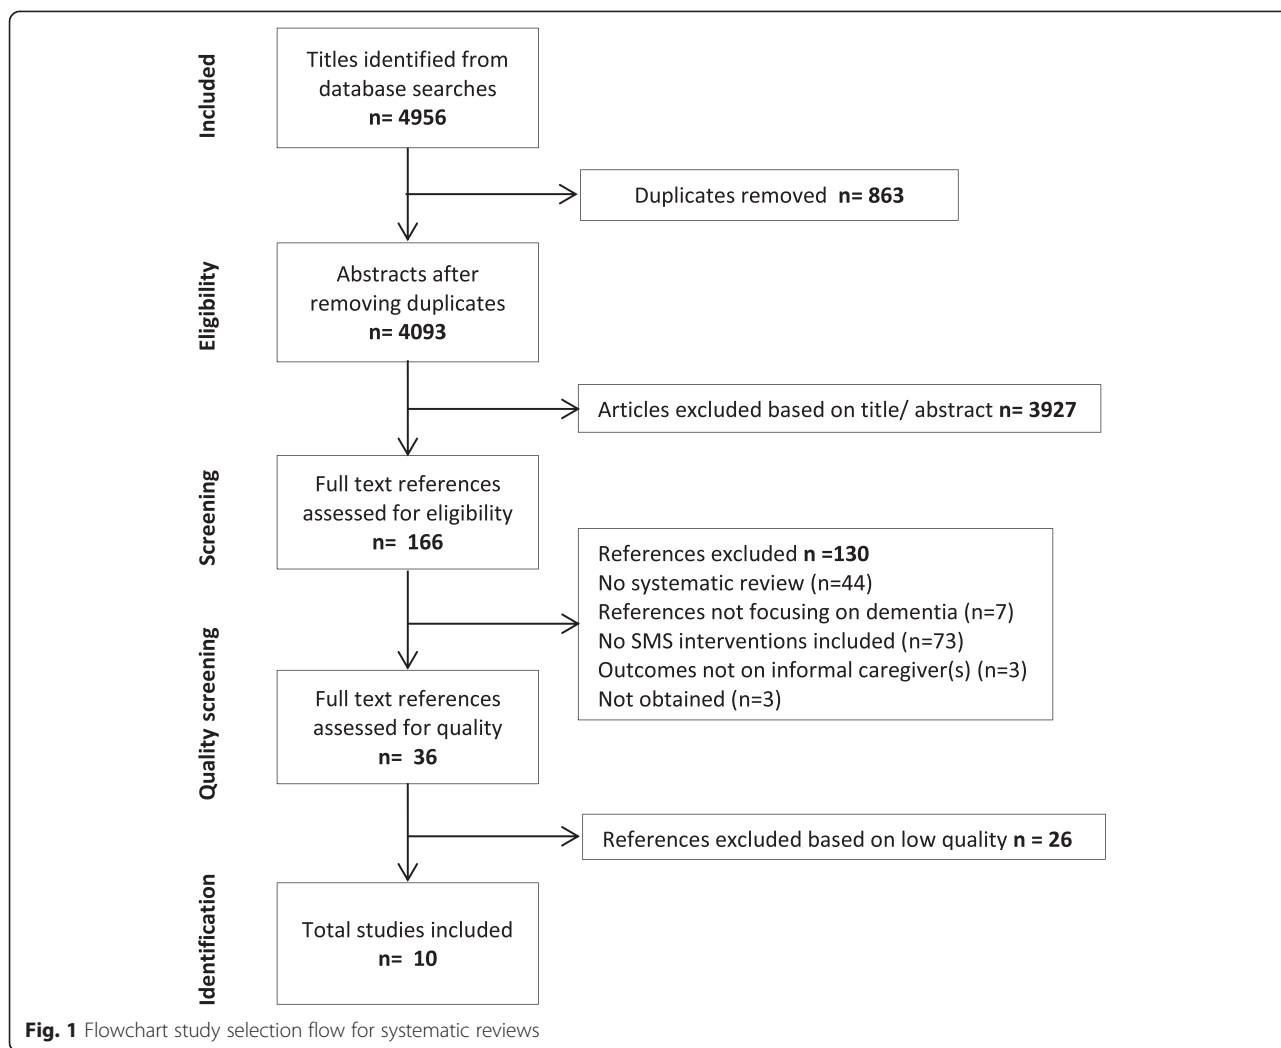 Included
Titles identified from
database searches
n= 4956
Duplicates removed n= 863
Eligibility
Abstracts after
removing duplicates
n= 4093
Articles excluded based on title/ abstract n= 3927
Screening
Full text references
assessed for eligibility
n= 166
References excluded n =130
No systematic review (n=44)
References not focusing on dementia (n=7)
No SMS interventions included (n=73)
Outcomes not on informal caregiver(s) (n=3)
Not obtained (n=3)
Quality screening
Full text references
assessed for quality
n= 36
References excluded based on low quality n = 26
Identification
Total studies included
n= 10
Fig. 1 Flowchart study selection flow for systematic reviews